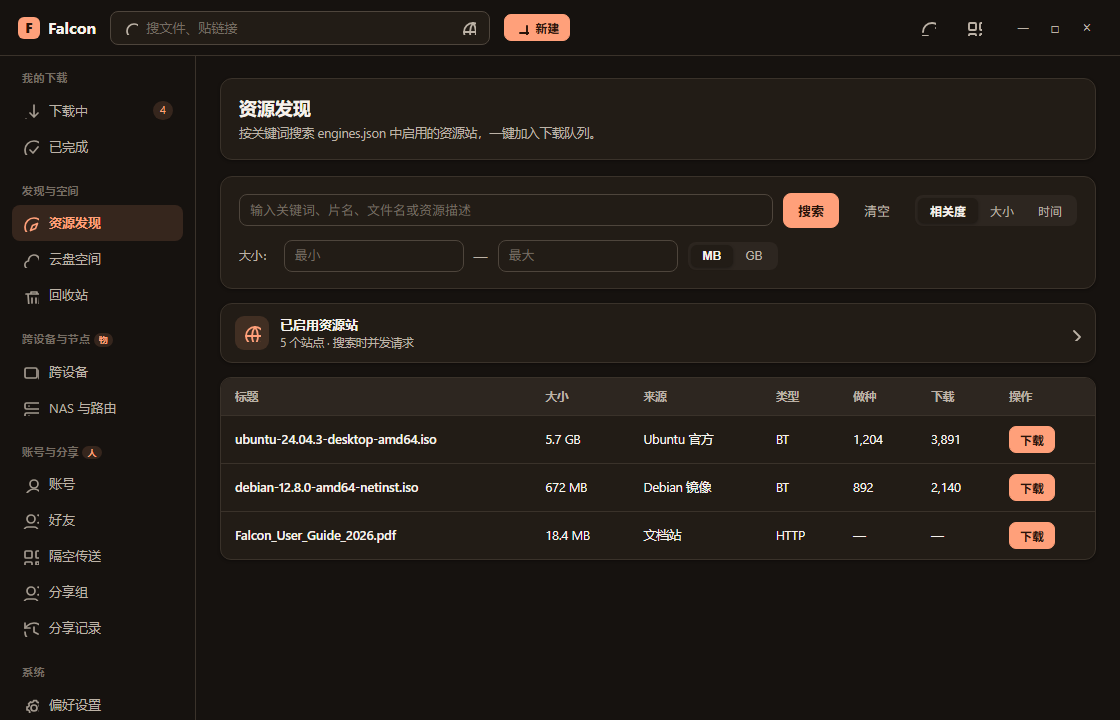 F Falcon 搜文件、贴链接 新建
我的下载
下载中 4
已完成
发现与空间
资源发现
云盘空间
回收站
跨设备与节点 物
跨设备
NAS 与路由
账号与分享 人
账号
好友
隔空传送
分享组
分享记录
系统
偏好设置
资源发现
按关键词搜索 engines.json 中启用的资源站，一键加入下载队列。
输入关键词、片名、文件名或资源描述 搜索 清空 相关度 大小 时间
大小: 最小 — 最大 MB GB
已启用资源站
5 个站点 · 搜索时并发请求
标题 大小 来源 类型 做种 下载 操作
ubuntu-24.04.3-desktop-amd64.iso 5.7 GB Ubuntu 官方 BT 1,204 3,891 下载
debian-12.8.0-amd64-netinst.iso 672 MB Debian 镜像 BT 892 2,140 下载
Falcon_User_Guide_2026.pdf 18.4 MB 文档站 HTTP — — 下载